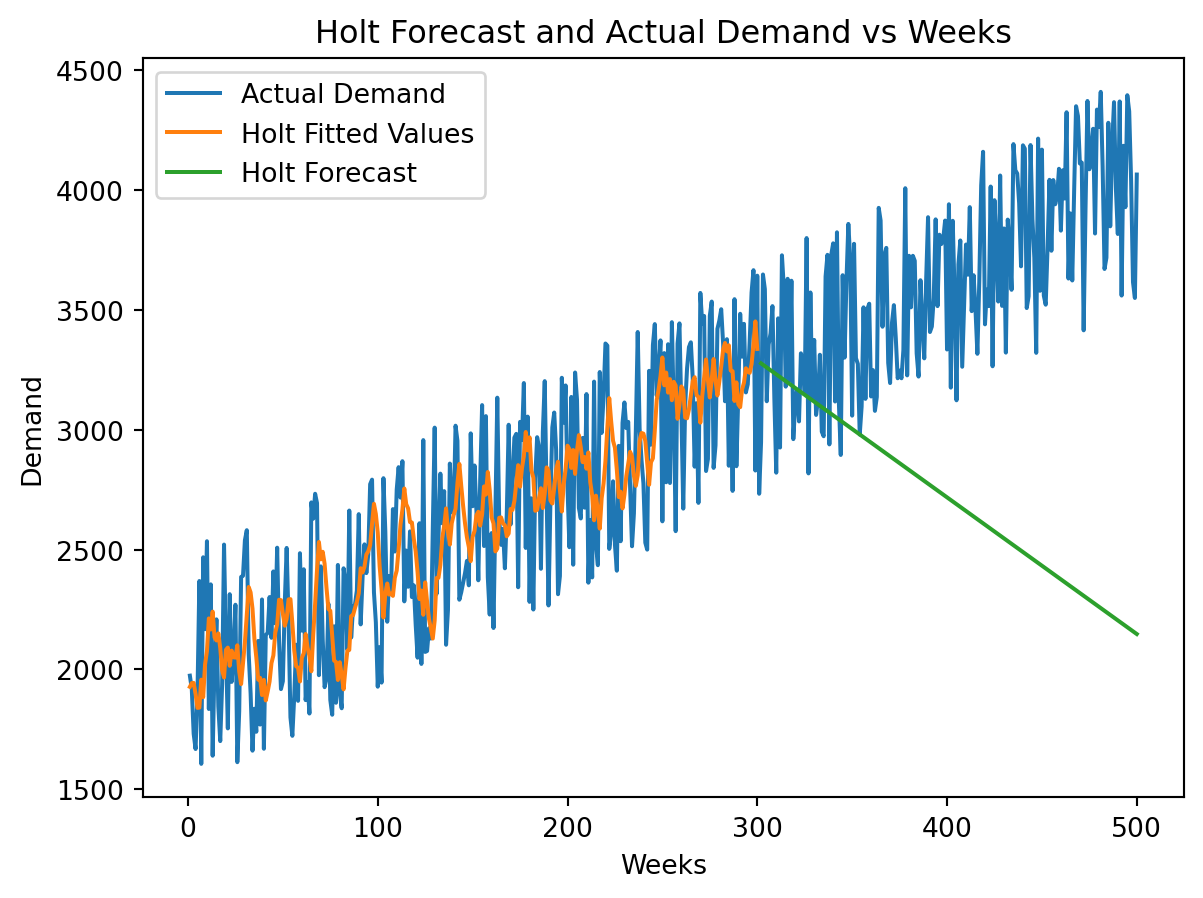 Holt Forecast and Actual Demand vs Weeks
Actual Demand
Holt Fitted Values
Holt Forecast
4500
4000
3500
3000
2500
2000
1500
Demand
0 100 200 300 400 500
Weeks